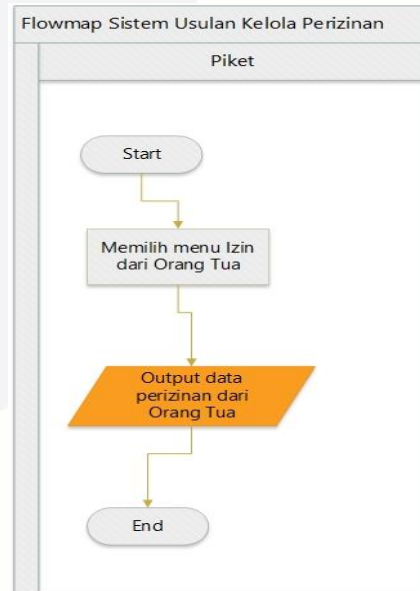 Flowmap Sistem Usulan Kelola Perizinan
Piket
Start
Memilih menu Izin
dari Orang Tua
Output data
perizinan dari
Orang Tua
End